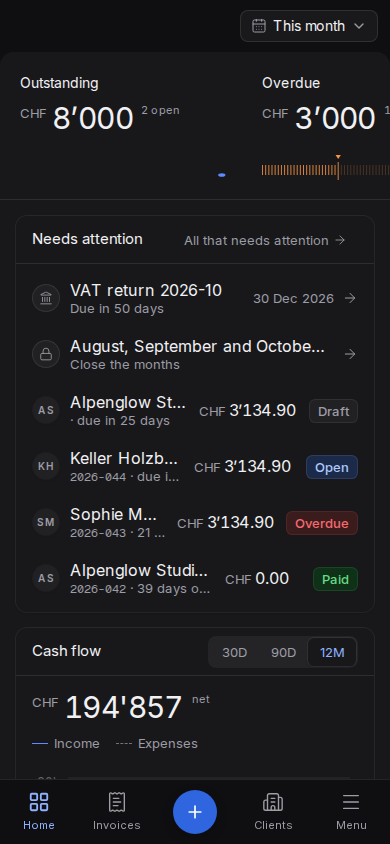 This month
Outstanding
CHF 8’000 2 open
Overdue
CHF 3’000 1
Needs attention
All that needs attention
VAT return 2026-10
Due in 50 days
30 Dec 2026
August, September and Octobe...
Close the months
AS
Alpenglow St...
· due in 25 days
CHF 3’134.90
Draft
KH
Keller Holzb...
2026-044 · due i...
CHF 3’134.90
Open
SM
Sophie M...
2026-043 · 21 ...
CHF 3’134.90
Overdue
AS
Alpenglow Studi...
2026-042 · 39 days o...
CHF 0.00
Paid
Cash flow
30D
90D
12M
CHF 194'857 net
Income
Expenses
Home
Invoices
Clients
Menu